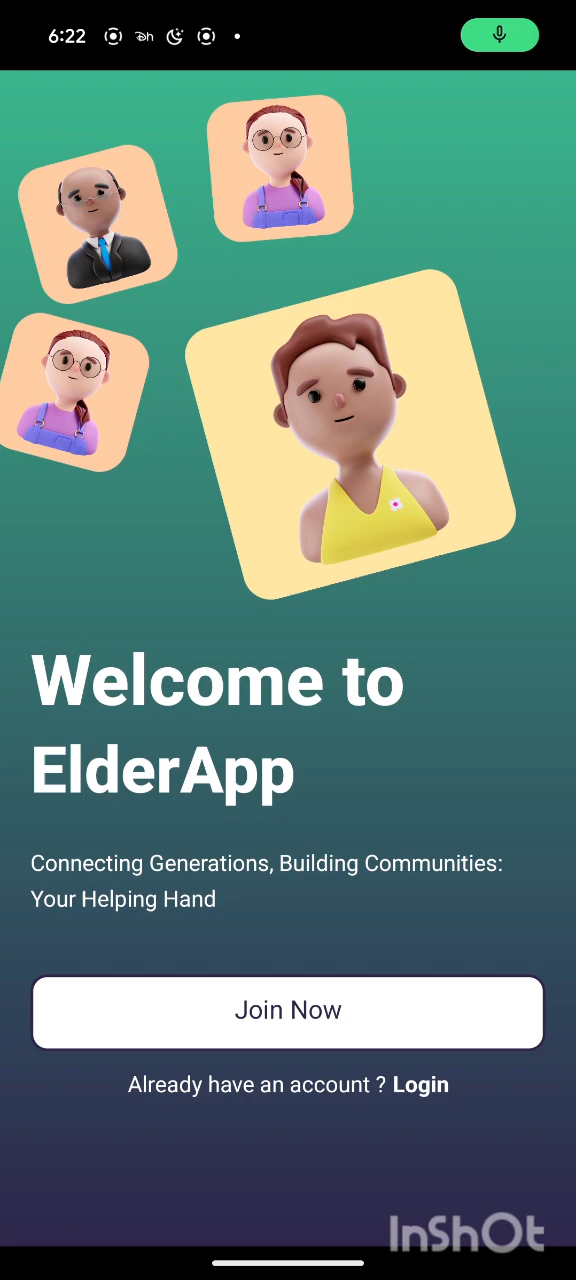 6:22
Welcome to
ElderApp
Connecting Generations, Building Communities:
Your Helping Hand
Join Now
Already have an account ? Login
InShOt